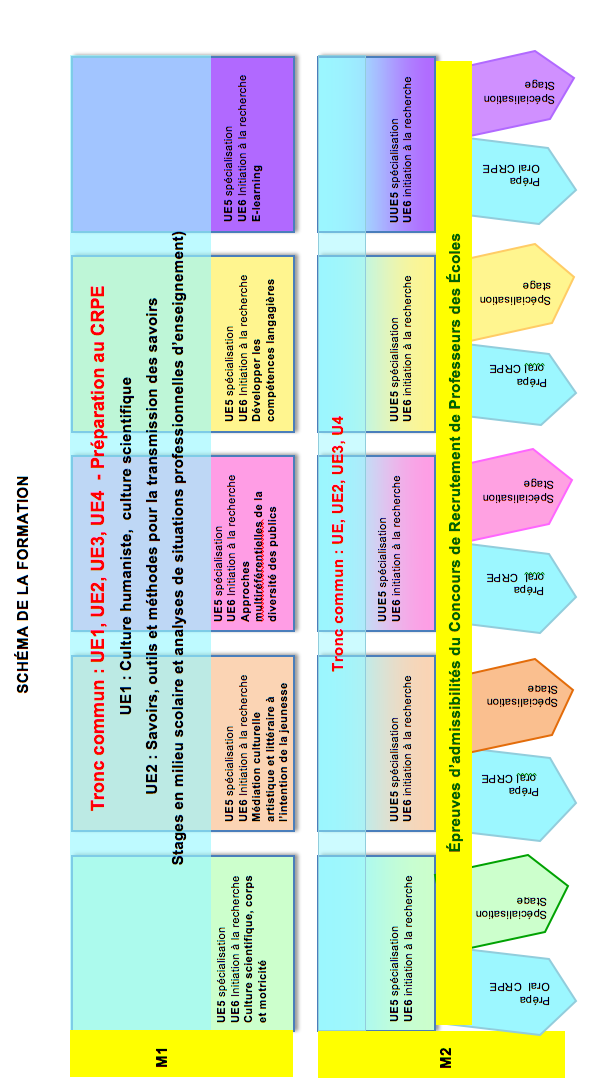 SCHÉMA DE LA FORMATION
M1
Tronc commun : UE1, UE2, UE3, UE4 - Préparation au CRPE
UE1 : Culture humaniste, culture scientifique
UE2 : Savoirs, outils et méthodes pour la transmission des savoirs
Stages en milieu scolaire et analyses de situations professionnelles d'enseignement)
UE5 spécialisation
UE6 Initiation à la recherche
Culture scientifique, corps
et motricité
UE5 spécialisation
UE6 Initiation à la recherche
Médiation culturelle
artistique et littéraire à
l'intention de la jeunesse
UE5 spécialisation
UE6 Initiation à la recherche
Approches
multiréférentielles de la
diversité des publics
UE5 spécialisation
UE6 Initiation à la recherche
Développer les
compétences langagières
UE5 spécialisation
UE6 Initiation à la recherche
E-learning
M2
Tronc commun : UE, UE2, UE3, U4
UUE5 spécialisation
UE6 initiation à la recherche
UUE5 spécialisation
UE6 initiation à la recherche
UUE5 spécialisation
UE6 initiation à la recherche
UUE5 spécialisation
UE6 initiation à la recherche
UUE5 spécialisation
UE6 initiation à la recherche
Épreuves d'admissibilités du Concours de Recrutement de Professeurs des Écoles
Prépa
Oral CRPE
Spécialisation
Stage
Prépa
oral CRPE
Spécialisation
Stage
Prépa
oral CRPE
Spécialisation
Stage
Prépa
oral CRPE
Spécialisation
stage
Prépa
Oral CRPE
Spécialisation
Stage